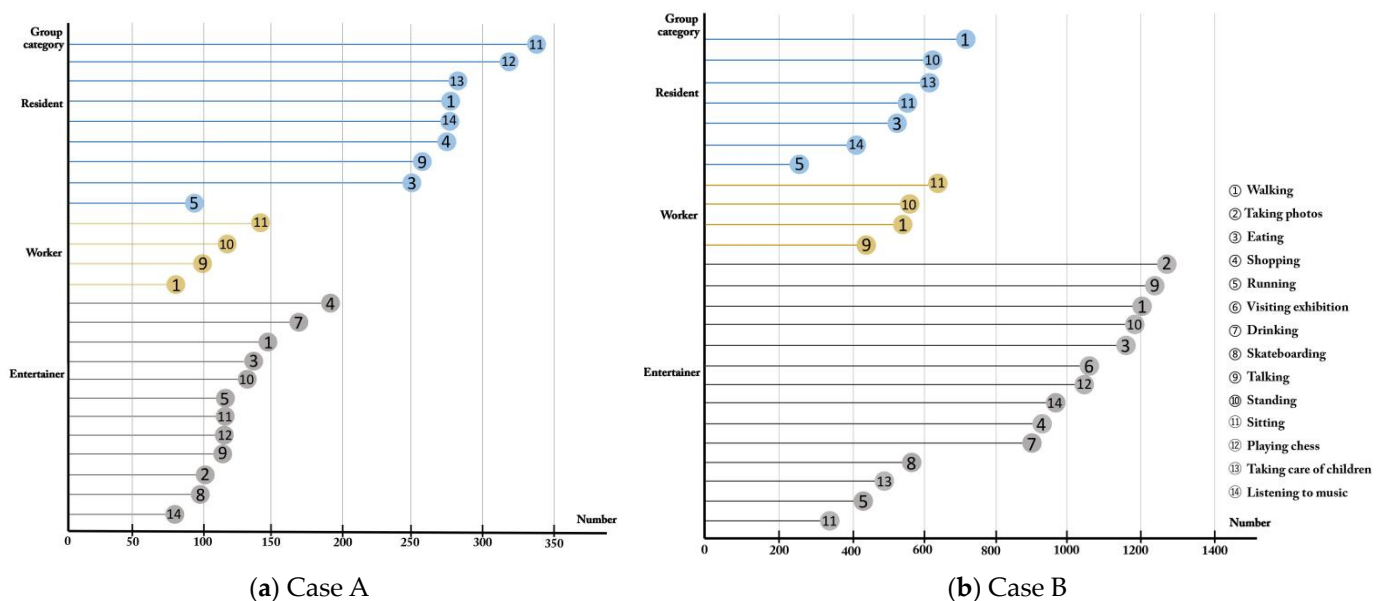 Group
category
11
12
13
Resident
1
14
4
9
3
5
11
Worker
10
9
1
4
7
1
3
Entertainer
10
5
11
12
9
2
8
14
Number
0 100 150 200 250 300 350
(a) Case A
Group
category
1
10
Resident
13
11
3
14
5
11
10
Worker
1
9
2
9
1
10
3
6
Entertainer
12
14
4
7
8
13
5
11
Number
0 200 400 600 800 1000 1200 1400
(b) Case B
① Walking
② Taking photos
③ Eating
④ Shopping
⑤ Running
⑥ Visiting exhibition
⑦ Drinking
⑧ Skateboarding
⑨ Talking
⑩ Standing
⑪ Sitting
⑫ Playing chess
⑬ Taking care of children
⑭ Listening to music